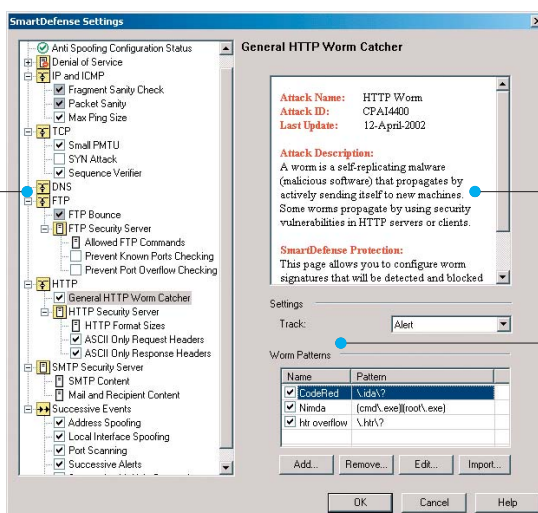 SmartDefense Settings
Anti Spoofing Configuration Status
Denial of Service
IP and ICMP
Fragment Sanity Check
Packet Sanity
Max Ping Size
TCP
Small PMTU
SYN Attack
Sequence Verifier
DNS
FTP
FTP Bounce
FTP Security Server
Allowed FTP Commands
Prevent Known Ports Checking
Prevent Port Overflow Checking
HTTP
General HTTP Worm Catcher
HTTP Security Server
HTTP Format Sizes
ASCII Only Request Headers
ASCII Only Response Headers
SMTP Security Server
SMTP Content
Mail and Recipient Content
Successive Events
Address Spoofing
Local Interface Spoofing
Port Scanning
Successive Alerts
General HTTP Worm Catcher
Attack Name: HTTP Worm
Attack ID: CPAI4400
Last Update: 12-April-2002
Attack Description:
A worm is a self-replicating malware
(malicious software) that propagates by
actively sending itself to new machines.
Some worms propagate by using security
vulnerabilities in HTTP servers or clients.
SmartDefense Protection:
This page allows you to configure worm
signatures that will be detected and blocked
Settings
Track: Alert
Worm Patterns
Name Pattern
CodeRed \.ida\?
Nimda (cmd\.exe)|(root\.exe)
htr overflow \.htr\?
Add... Remove... Edit... Import...
OK Cancel Help